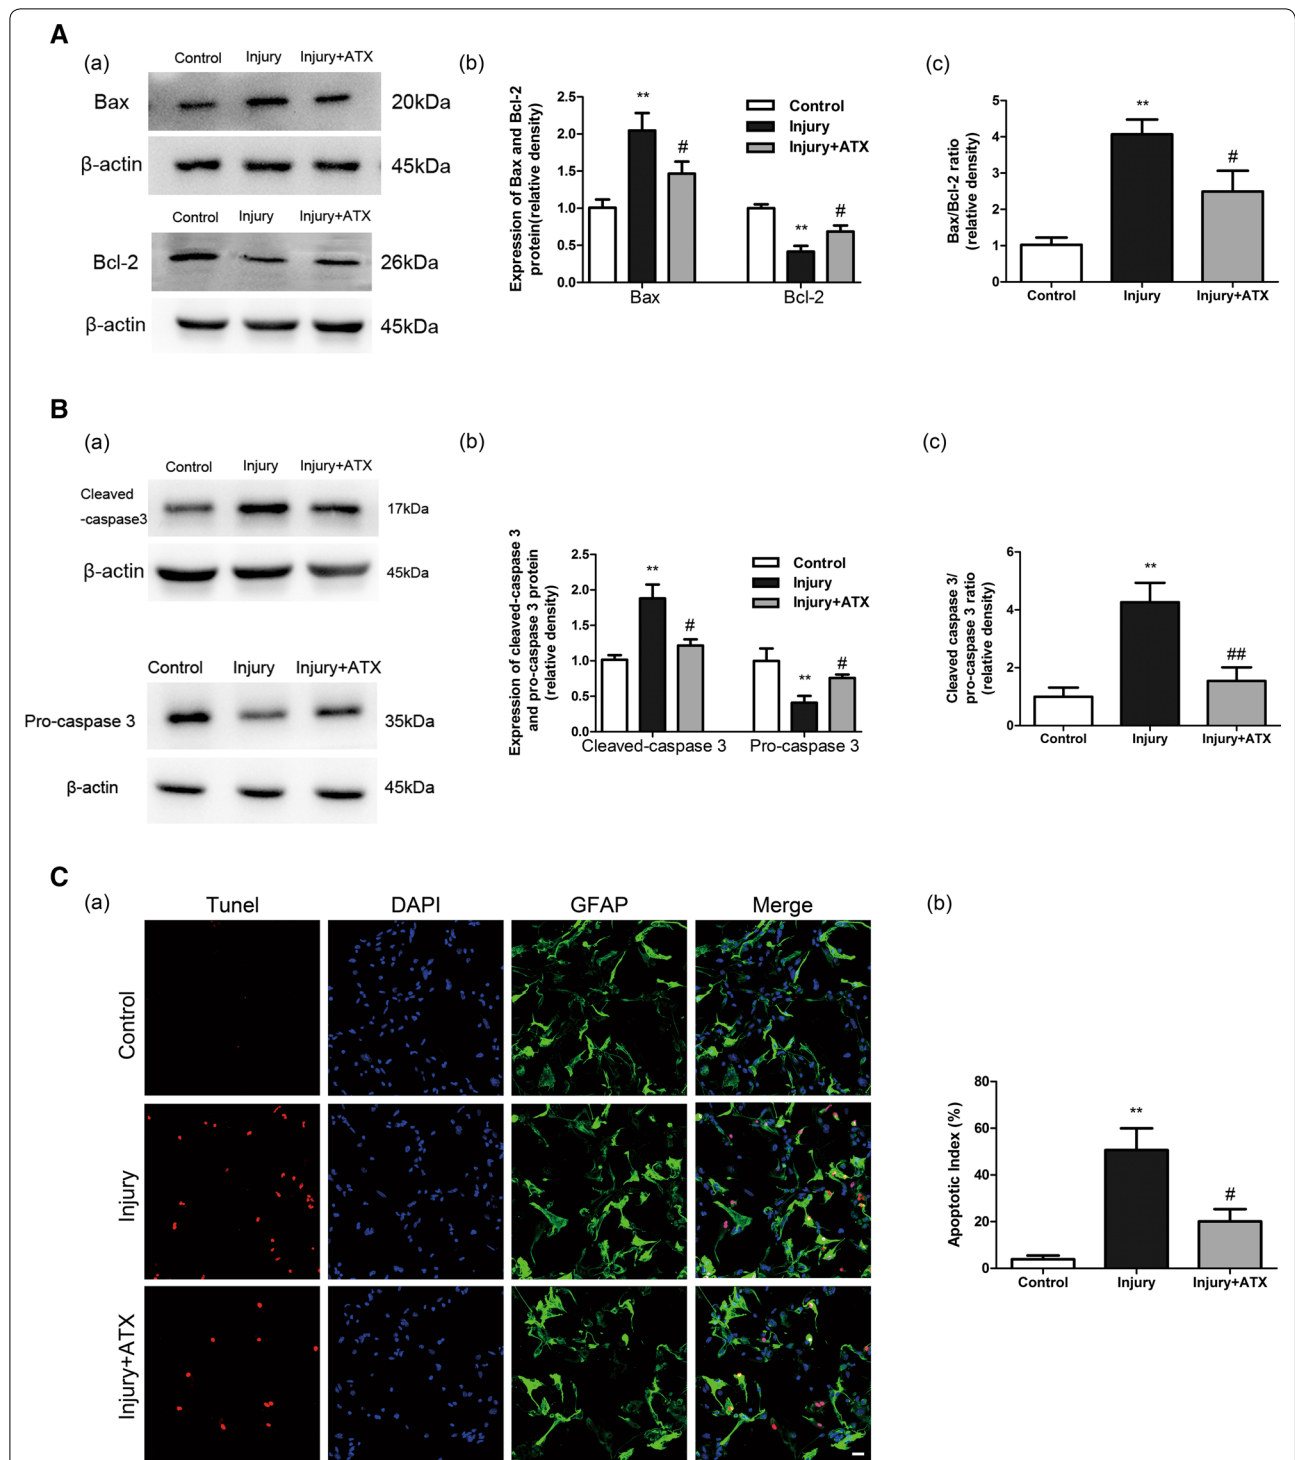 A
(a)
Control Injury Injury+ATX
Bax 20kDa
β-actin 45kDa
Control Injury Injury+ATX
Bcl-2 26kDa
β-actin 45kDa
(b)
Expression of Bax and Bcl-2
protein(relative density)
2.5
2.0
1.5
1.0
0.5
0.0
**
#
**
#
Control
Injury
Injury+ATX
Bax Bcl-2
(c)
Bax/Bcl-2 ratio
(relative density)
5
4
3
2
1
0
**
#
Control Injury Injury+ATX
B
(a)
Control Injury Injury+ATX
Cleaved
-caspase3 17kDa
β-actin 45kDa
Control Injury Injury+ATX
Pro-caspase 3 35kDa
β-actin 45kDa
(b)
Expression of cleaved-caspase 3
and pro-caspase 3 protein
(relative density)
2.5
2.0
1.5
1.0
0.5
0.0
**
#
**
#
Control
Injury
Injury+ATX
Cleaved-caspase 3 Pro-caspase 3
(c)
Cleaved caspase 3/
pro-caspase 3 ratio
(relative density)
6
4
2
0
**
##
Control Injury Injury+ATX
C
(a)
Tunel DAPI GFAP Merge
Control
Injury
Injury+ATX
(b)
Apoptotic Index (%)
80
60
40
20
0
**
#
Control Injury Injury+ATX